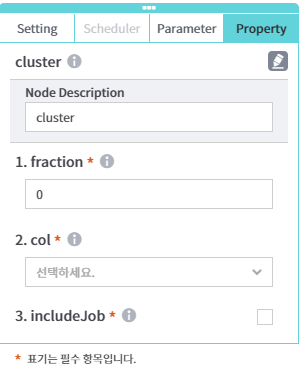 Setting Scheduler Parameter Property
cluster
Node Description
cluster
1. fraction *
0
2. col *
선택하세요.
3. includeJob *
* 표기는 필수 항목입니다.